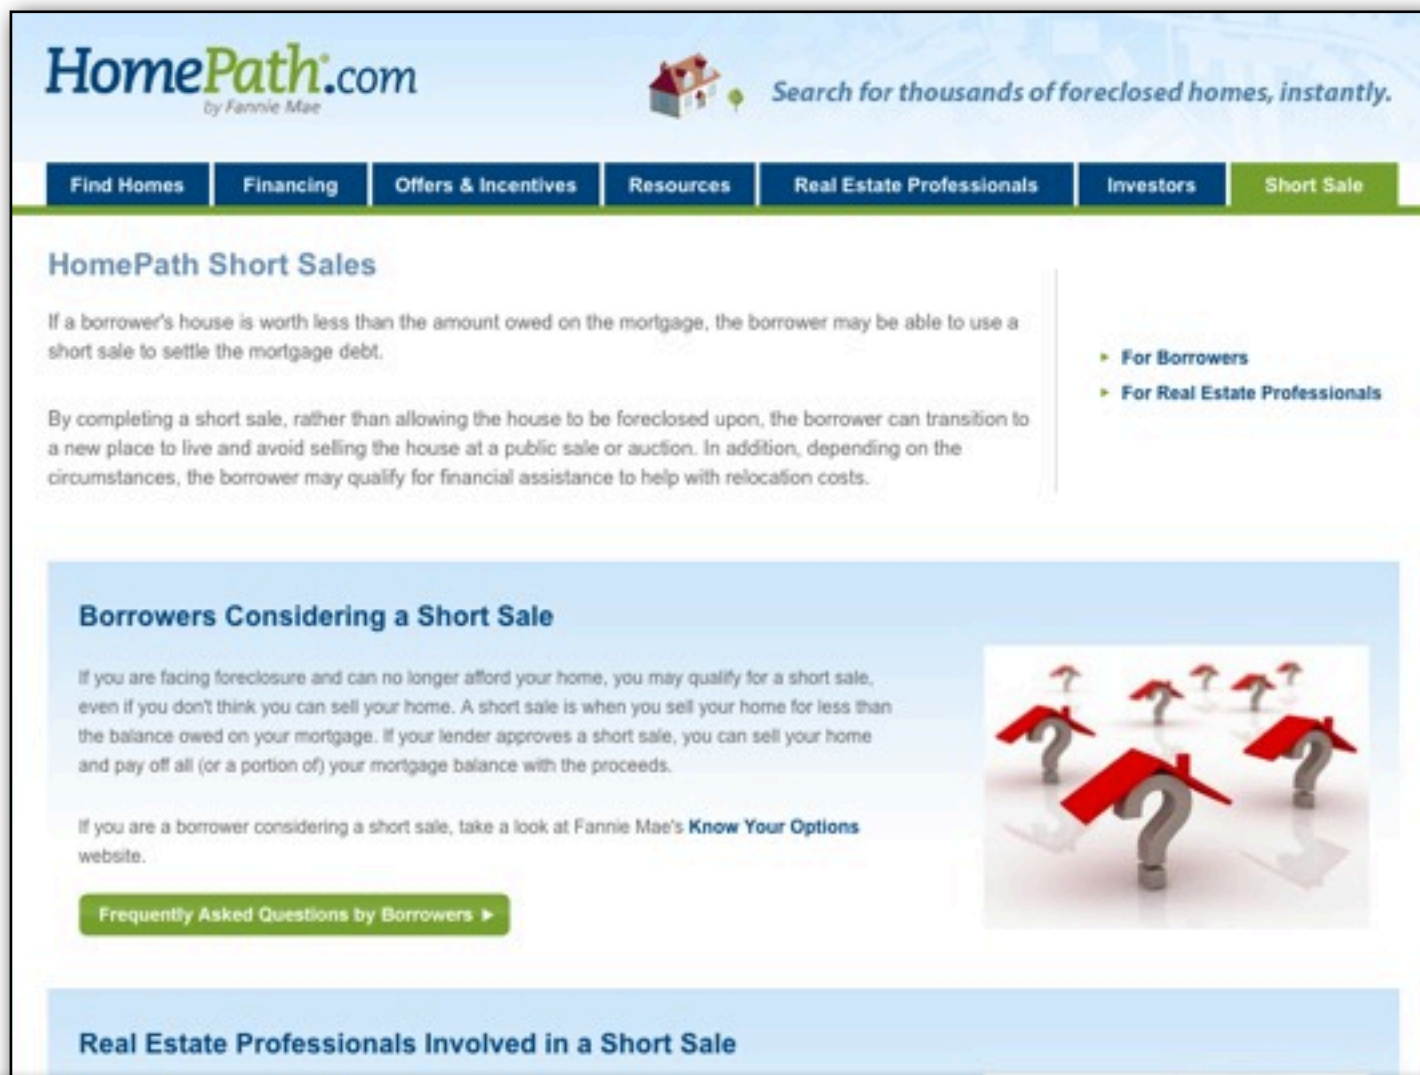 HomePath.com
by Fannie Mae
Search for thousands of foreclosed homes, instantly.
Find Homes
Financing
Offers & Incentives
Resources
Real Estate Professionals
Investors
Short Sale
HomePath Short Sales
If a borrower's house is worth less than the amount owed on the mortgage, the borrower may be able to use a
short sale to settle the mortgage debt.
By completing a short sale, rather than allowing the house to be foreclosed upon, the borrower can transition to
a new place to live and avoid selling the house at a public sale or auction. In addition, depending on the
circumstances, the borrower may qualify for financial assistance to help with relocation costs.
For Borrowers
For Real Estate Professionals
Borrowers Considering a Short Sale
If you are facing foreclosure and can no longer afford your home, you may qualify for a short sale,
even if you don't think you can sell your home. A short sale is when you sell your home for less than
the balance owed on your mortgage. If your lender approves a short sale, you can sell your home
and pay off all (or a portion of) your mortgage balance with the proceeds.
If you are a borrower considering a short sale, take a look at Fannie Mae's Know Your Options
website.
Frequently Asked Questions by Borrowers
Real Estate Professionals Involved in a Short Sale